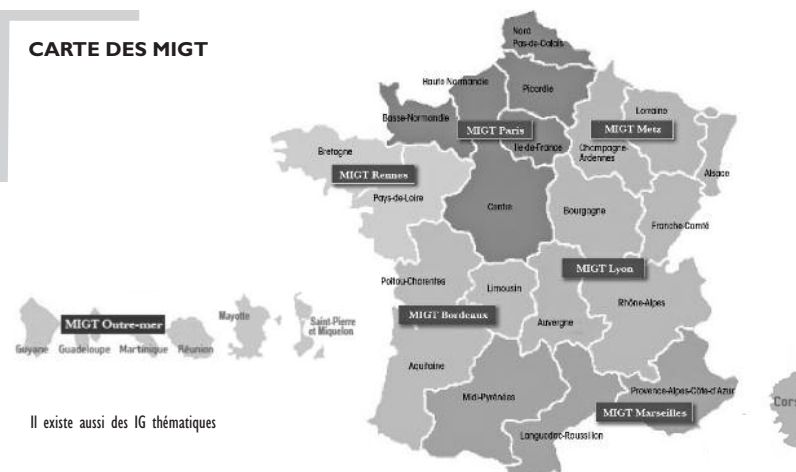 CARTE DES MIGT
Nord
Pas-de-Calais
Haute Normandie
Picardie
Basse-Normandie
MIGT Paris
Ile-de-France
Lorraine
MIGT Metz
Champagne-
Ardennes
Alsace
Bretagne
MIGT Rennes
Pays-de-Loire
Centre
Bourgogne
Franche-Comté
Poitou-Charentes
Limousin
MIGT Lyon
Rhône-Alpes
MIGT Bordeaux
Auvergne
Mayotte
Saint-Pierre
et Miquelon
MIGT Outre-mer
Guyane Guadeloupe Martinique Réunion
Aquitaine
Midi-Pyrénées
Provence-Alpes-Côte-d'Azur
MIGT Marseilles
Languedoc-Roussillon
Cors
Il existe aussi des IG thématiques